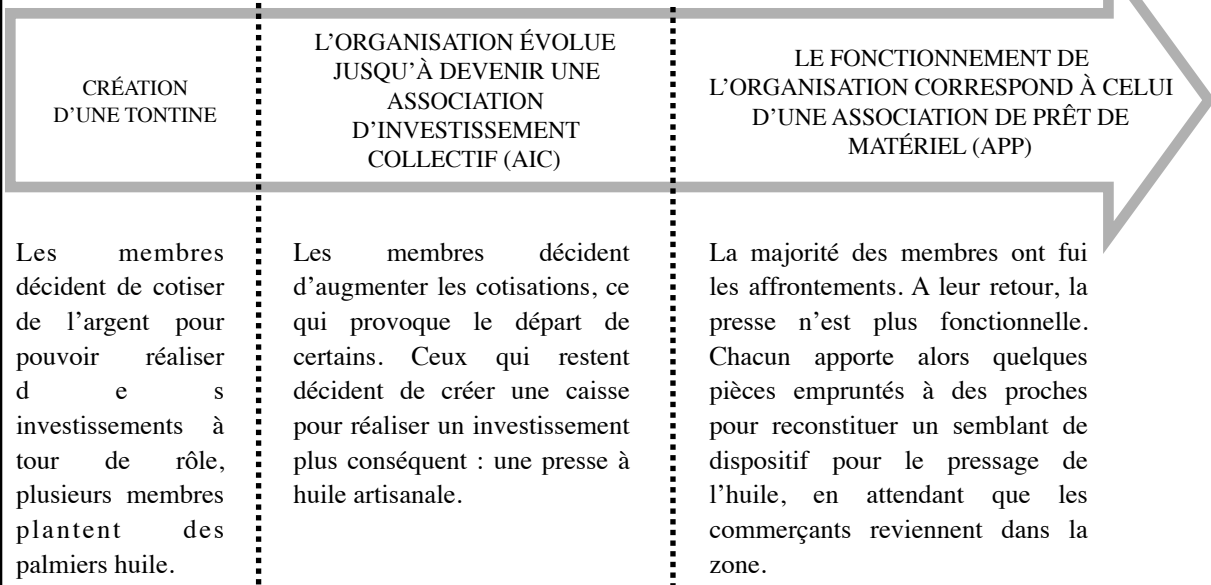 CRÉATION
D'UNE TONTINE
L'ORGANISATION ÉVOLUE
JUSQU'À DEVENIR UNE
ASSOCIATION
D'INVESTISSEMENT
COLLECTIF (AIC)
LE FONCTIONNEMENT DE
L'ORGANISATION CORRESPOND À CELUI
D'UNE ASSOCIATION DE PRÊT DE
MATÉRIEL (APP)
Les membres
décident de cotiser
de l'argent pour
pouvoir réaliser
d e s
investissements à
tour de rôle,
plusieurs membres
plantent des
palmiers huile.
Les membres décident
d'augmenter les cotisations, ce
qui provoque le départ de
certains. Ceux qui restent
décident de créer une caisse
pour réaliser un investissement
plus conséquent : une presse à
huile artisanale.
La majorité des membres ont fui
les affrontements. A leur retour, la
presse n'est plus fonctionnelle.
Chacun apporte alors quelques
pièces empruntés à des proches
pour reconstituer un semblant de
dispositif pour le pressage de
l'huile, en attendant que les
commerçants reviennent dans la
zone.